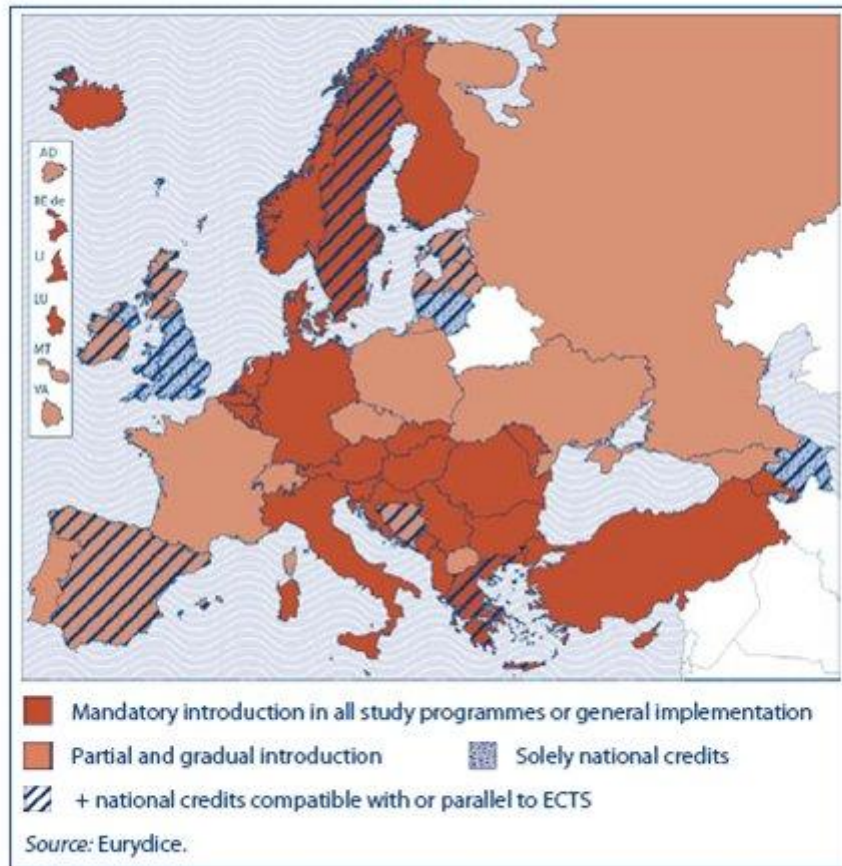 AD
BE de
LI
LU
MT
VA
Mandatory introduction in all study programmes or general implementation
Partial and gradual introduction
Solely national credits
+ national credits compatible with or parallel to ECTS
Source: Eurydice.